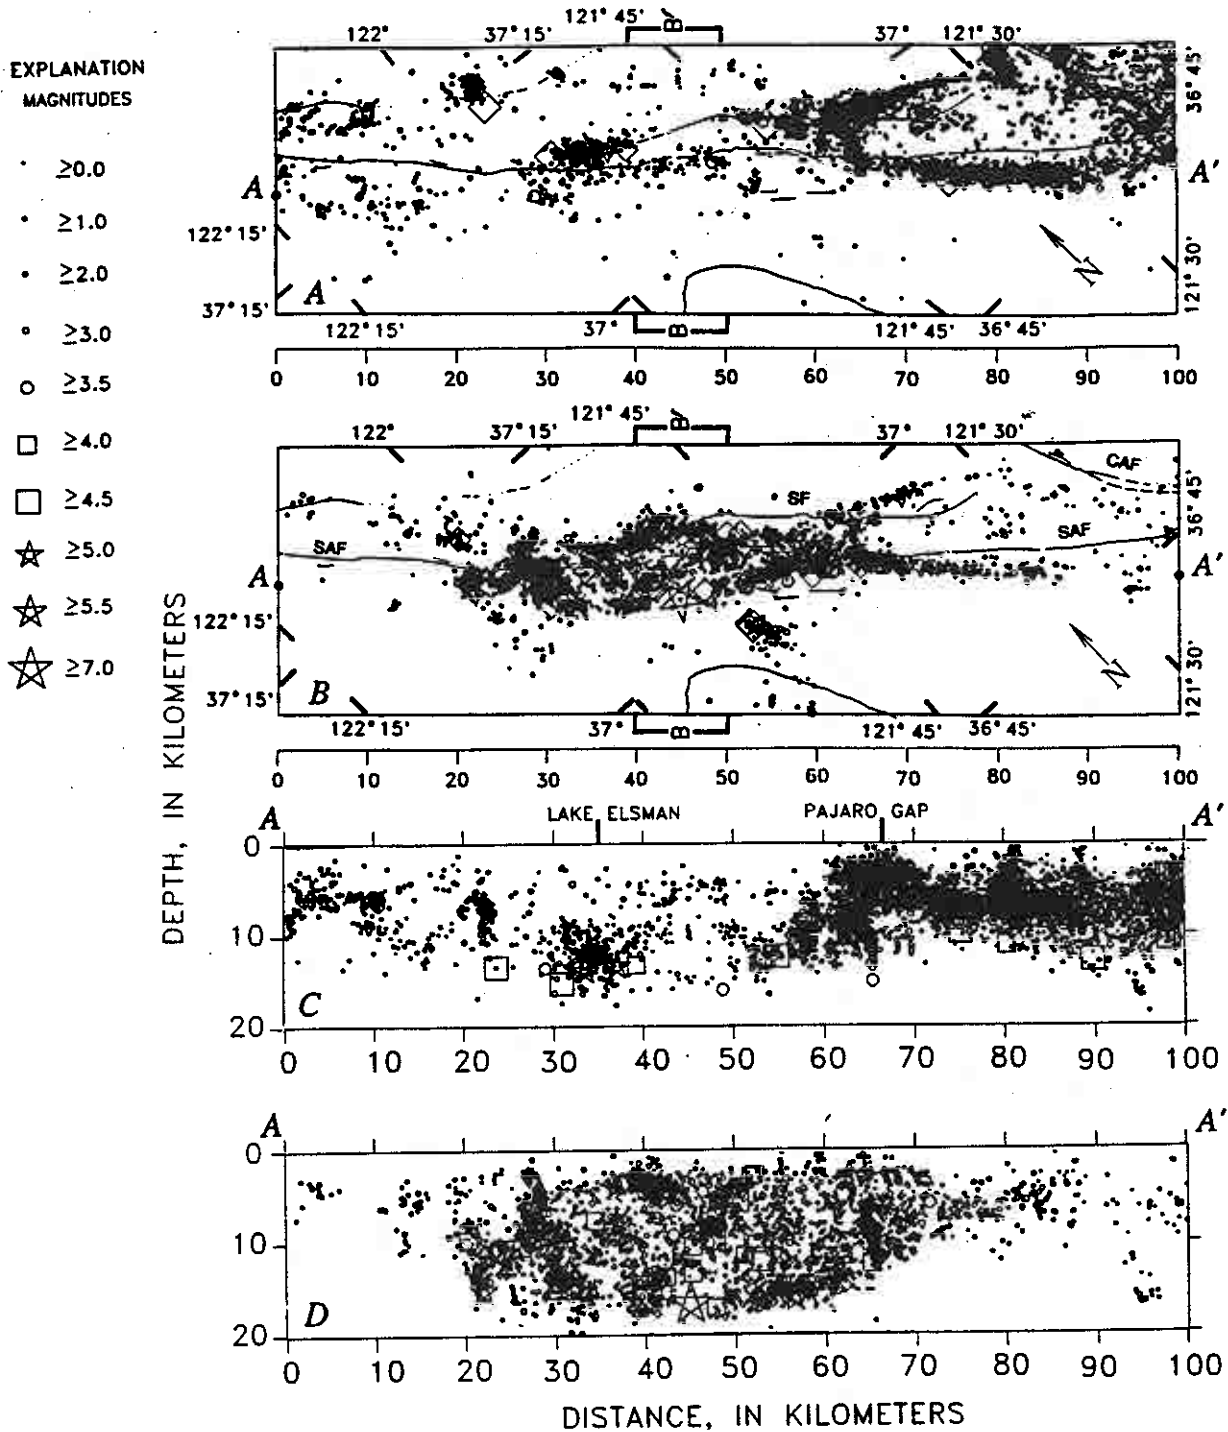 EXPLANATION
MAGNITUDES
≥0.0
≥1.0
≥2.0
≥3.0
≥3.5
≥4.0
≥4.5
≥5.0
≥5.5
≥7.0
122° 37° 15' 121° 45' B' 37° 121° 30'
36° 45'
A A'
122° 15' 121° 30'
N
A
37° 15' 122° 15' 37° B 121° 45' 36° 45'
0 10 20 30 40 50 60 70 80 90 100
122° 37° 15' 121° 45' B' 37° 121° 30'
CAF
36° 45'
SF
SAF SAF
A A'
122° 15' 121° 30'
N
B
37° 15' 122° 15' 37° B 121° 45' 36° 45'
0 10 20 30 40 50 60 70 80 90 100
DEPTH, IN KILOMETERS
A LAKE ELSMAN PAJARO GAP A'
0
10
C
20
0 10 20 30 40 50 60 70 80 90 100
A A'
0
10
D
20
0 10 20 30 40 50 60 70 80 90 100
DISTANCE, IN KILOMETERS